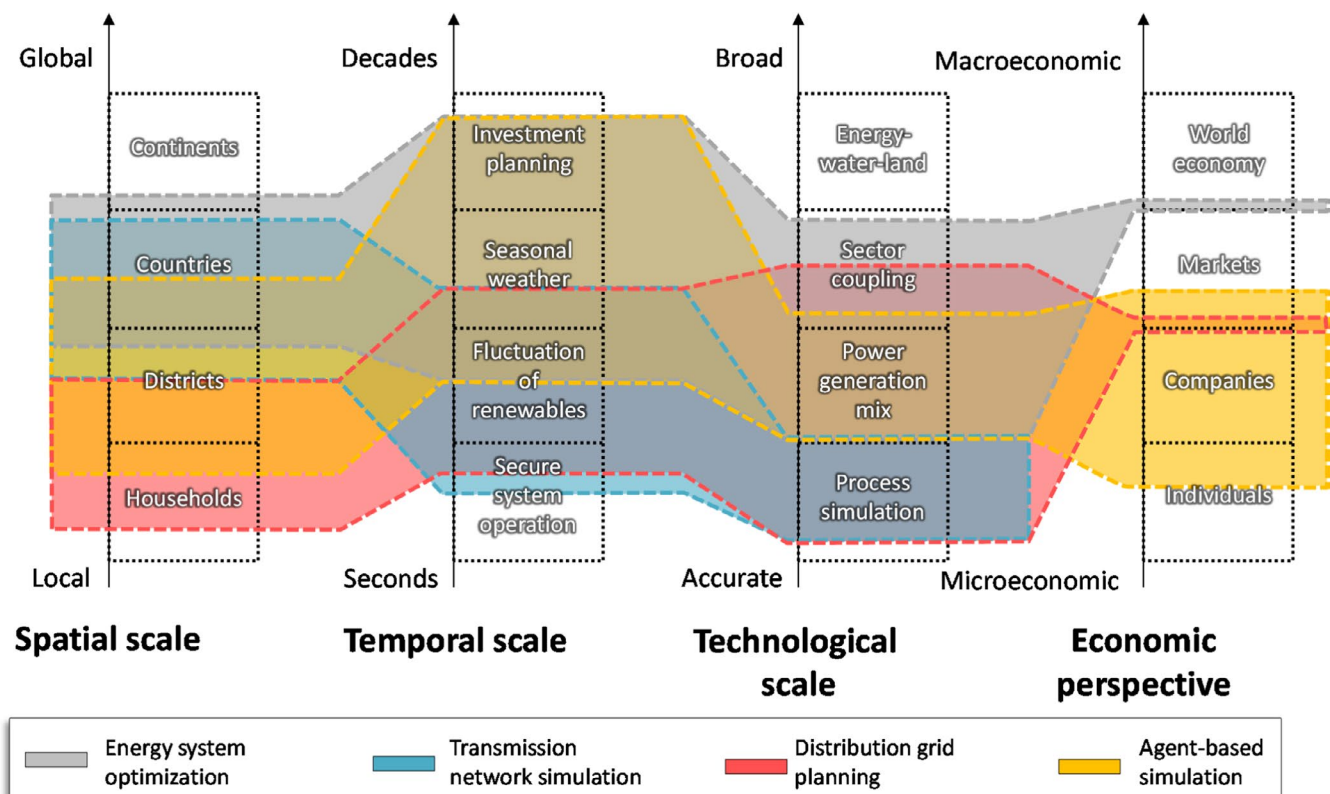 Global
Decades
Broad
Macroeconomic
Continents
Investment
planning
Energy-
water-land
World
economy
Countries
Seasonal
weather
Sector
coupling
Markets
Districts
Fluctuation
of
renewables
Power
generation
mix
Companies
Households
Secure
system
operation
Process
simulation
Individuals
Local
Seconds
Accurate
Microeconomic
Spatial scale
Temporal scale
Technological
scale
Economic
perspective
Energy system
optimization
Transmission
network simulation
Distribution grid
planning
Agent-based
simulation